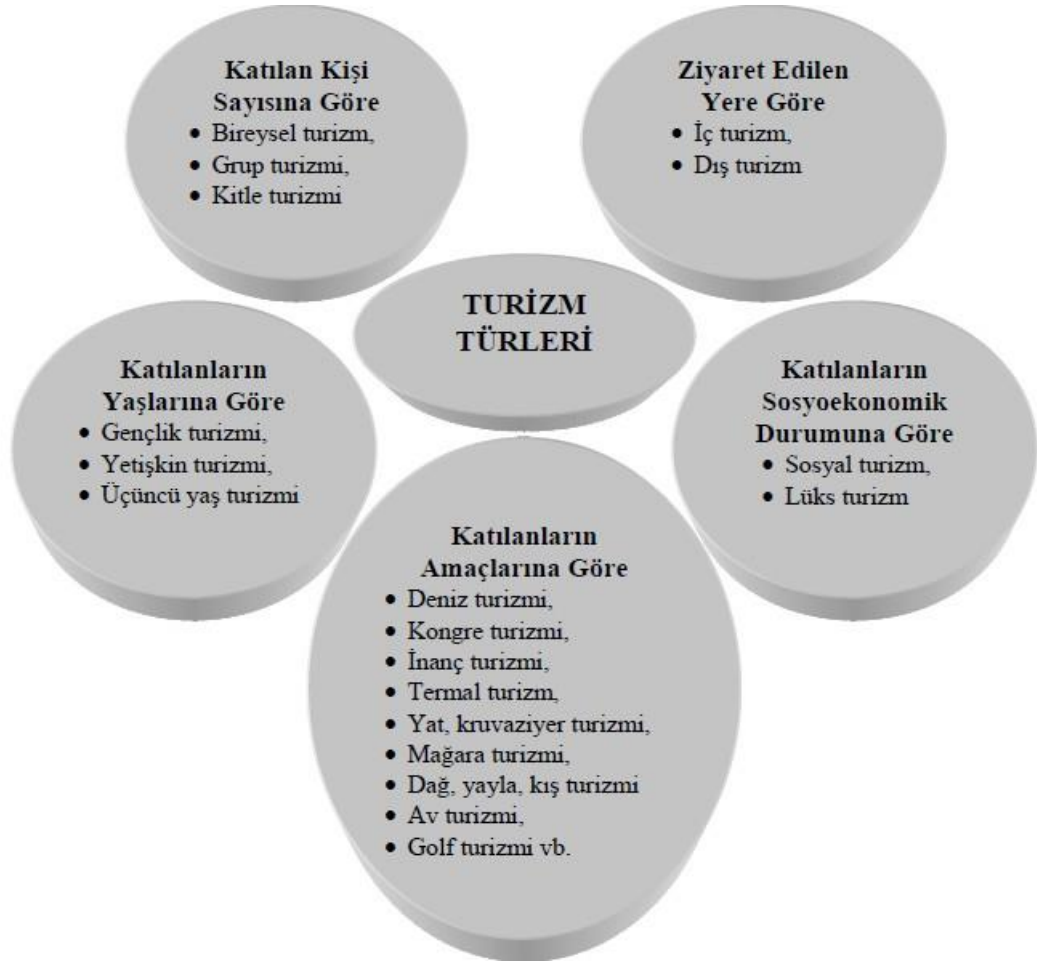 Katılan Kişi
Sayısına Göre
• Bireysel turizm,
• Grup turizmi,
• Kitle turizmi
Ziyaret Edilen
Yere Göre
• İç turizm,
• Dış turizm
TURİZM
TÜRLERİ
Katılanların
Yaşlarına Göre
• Gençlik turizmi,
• Yetişkin turizmi,
• Üçüncü yaş turizmi
Katılanların
Sosyoekonomik
Durumuna Göre
• Sosyal turizm,
• Lüks turizm
Katılanların
Amaçlarına Göre
• Deniz turizmi,
• Kongre turizmi,
• İnanç turizmi,
• Termal turizm,
• Yat, kruvaziyer turizmi,
• Mağara turizmi,
• Dağ, yayla, kış turizmi
• Av turizmi,
• Golf turizmi vb.